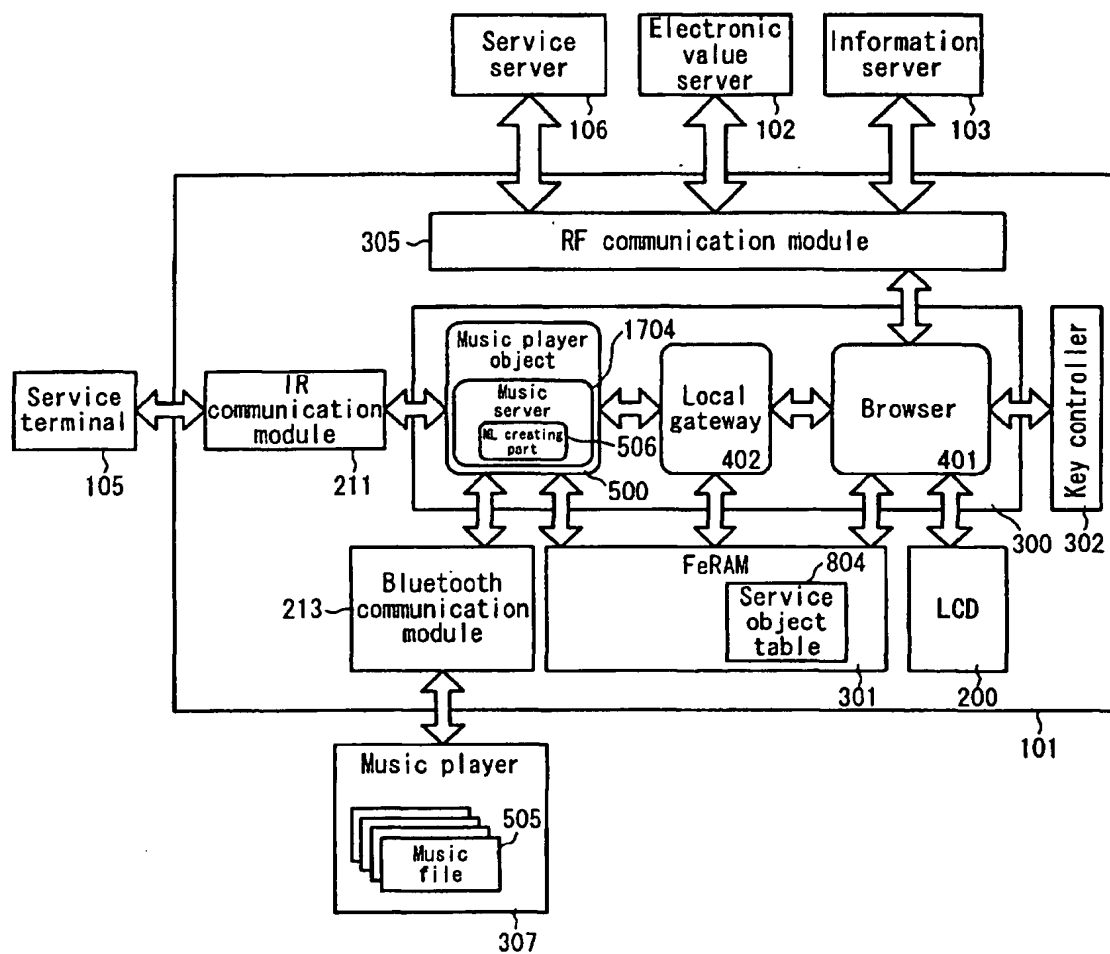 Service
server
106
Electronic
value
server
102
Information
server
103
305
RF communication module
Music player
object
1704
Music
server
ML creating
part
506
500
Local
gateway
402
Browser
401
300
Key controller
302
Service
terminal
105
IR
communication
module
211
Bluetooth
communication
module
213
FeRAM
804
Service
object
table
301
LCD
200
101
Music player
505
Music
file
307